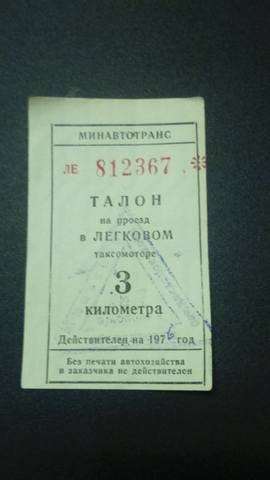 МИНАВТОТРАНС
ЛЕ 812367 *
ТАЛОН
на проезд
в ЛЕГКОВОМ
таксомоторе
3
километра
Действителен на 197 год
Без печати автохозяйства
и заказчика не действителен